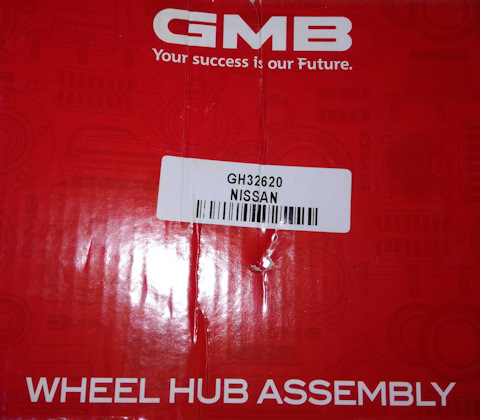 GMB
Your success is our Future.
GH32620
NISSAN
WHEEL HUB ASSEMBLY